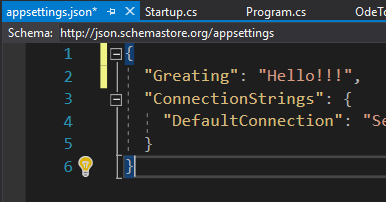 appsettings.json* Startup.cs Program.cs OdeTo
Schema: http://json.schemastore.org/appsettings
1 {
2 "Greating": "Hello!!!",
3 "ConnectionStrings": {
4 "DefaultConnection": "Se
5 }
6 }